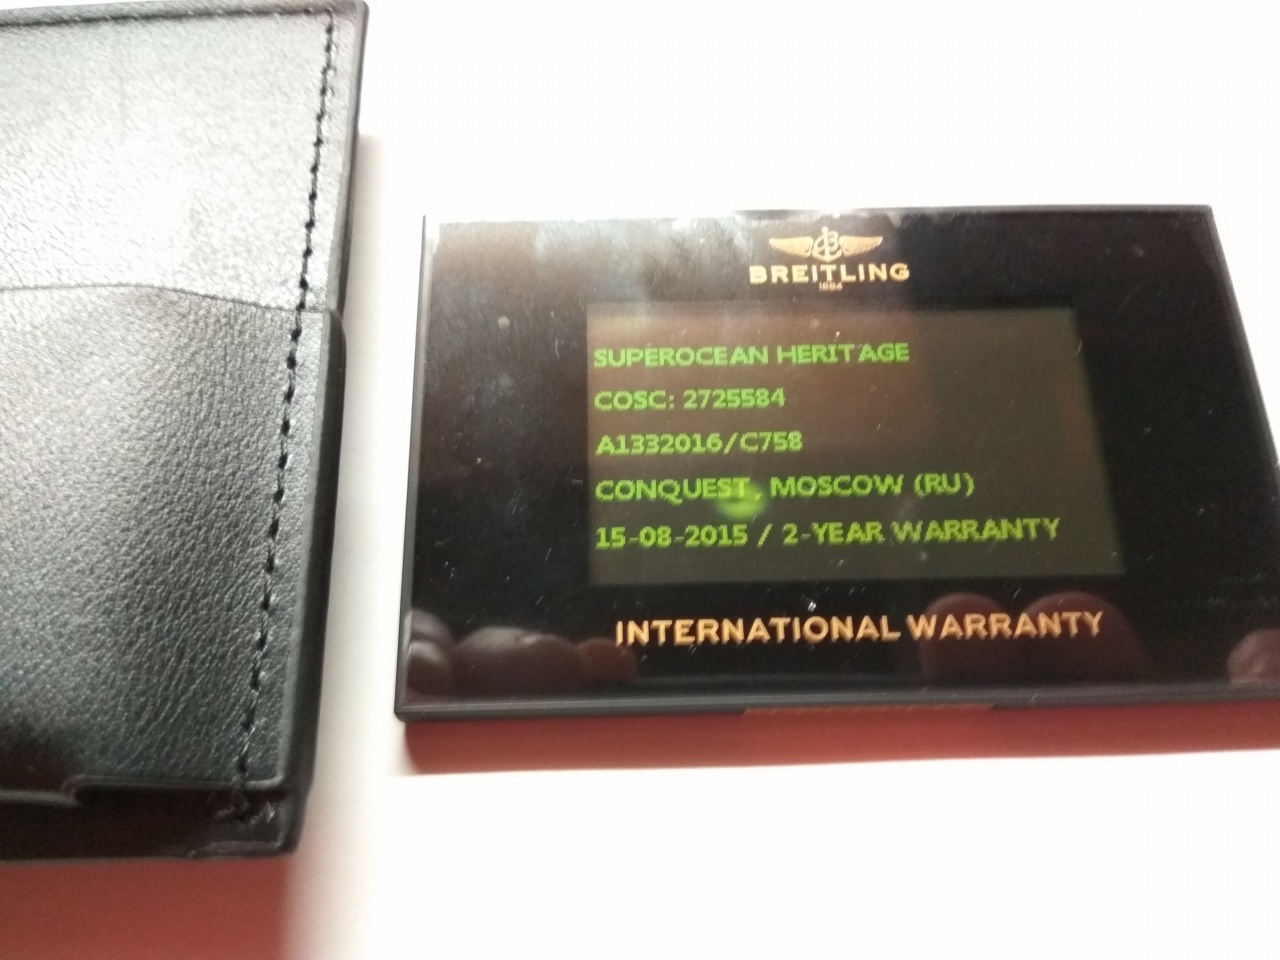 BREITLING
1884
SUPEROCEAN HERITAGE
COSC: 2725584
A1332016/C758
CONQUEST, MOSCOW (RU)
15-08-2015 / 2-YEAR WARRANTY
INTERNATIONAL WARRANTY